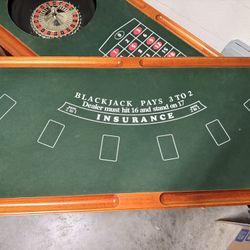 BLACKJACK PAYS 3 TO 2
Dealer must hit 16 and stand on 17
INSURANCE